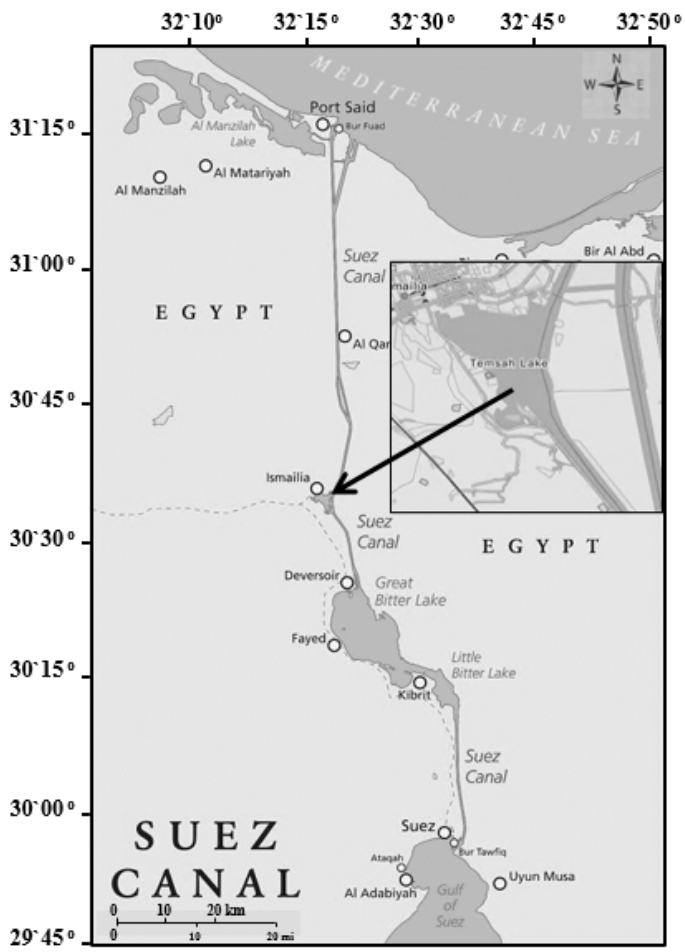 32`10º 32`15º 32`30º 32`45º 32`50º
N
W E
S
MEDITERRANEAN SEA
Port Said
31`15º
Al Manzilah
Lake
Bur Fuad
Al Matariyah
Al Manzilah
Suez
Canal
31`00º
Bir Al Abd
EGYPT
mailia
Al Qar
Temsah Lake
30`45º
Ismailia
Suez
Canal
30`30º
EGYPT
Deversoir
Great
Bitter Lake
Fayed
Little
Bitter Lake
30`15º
Kibrit
Suez
Canal
30`00º
SUEZ
CANAL
Suez
Bur Tawfiq
Ataqah
Al Adabiyah
Uyun Musa
Gulf
of
Suez
0 10 20 km
0 10 20 mi
29`45º